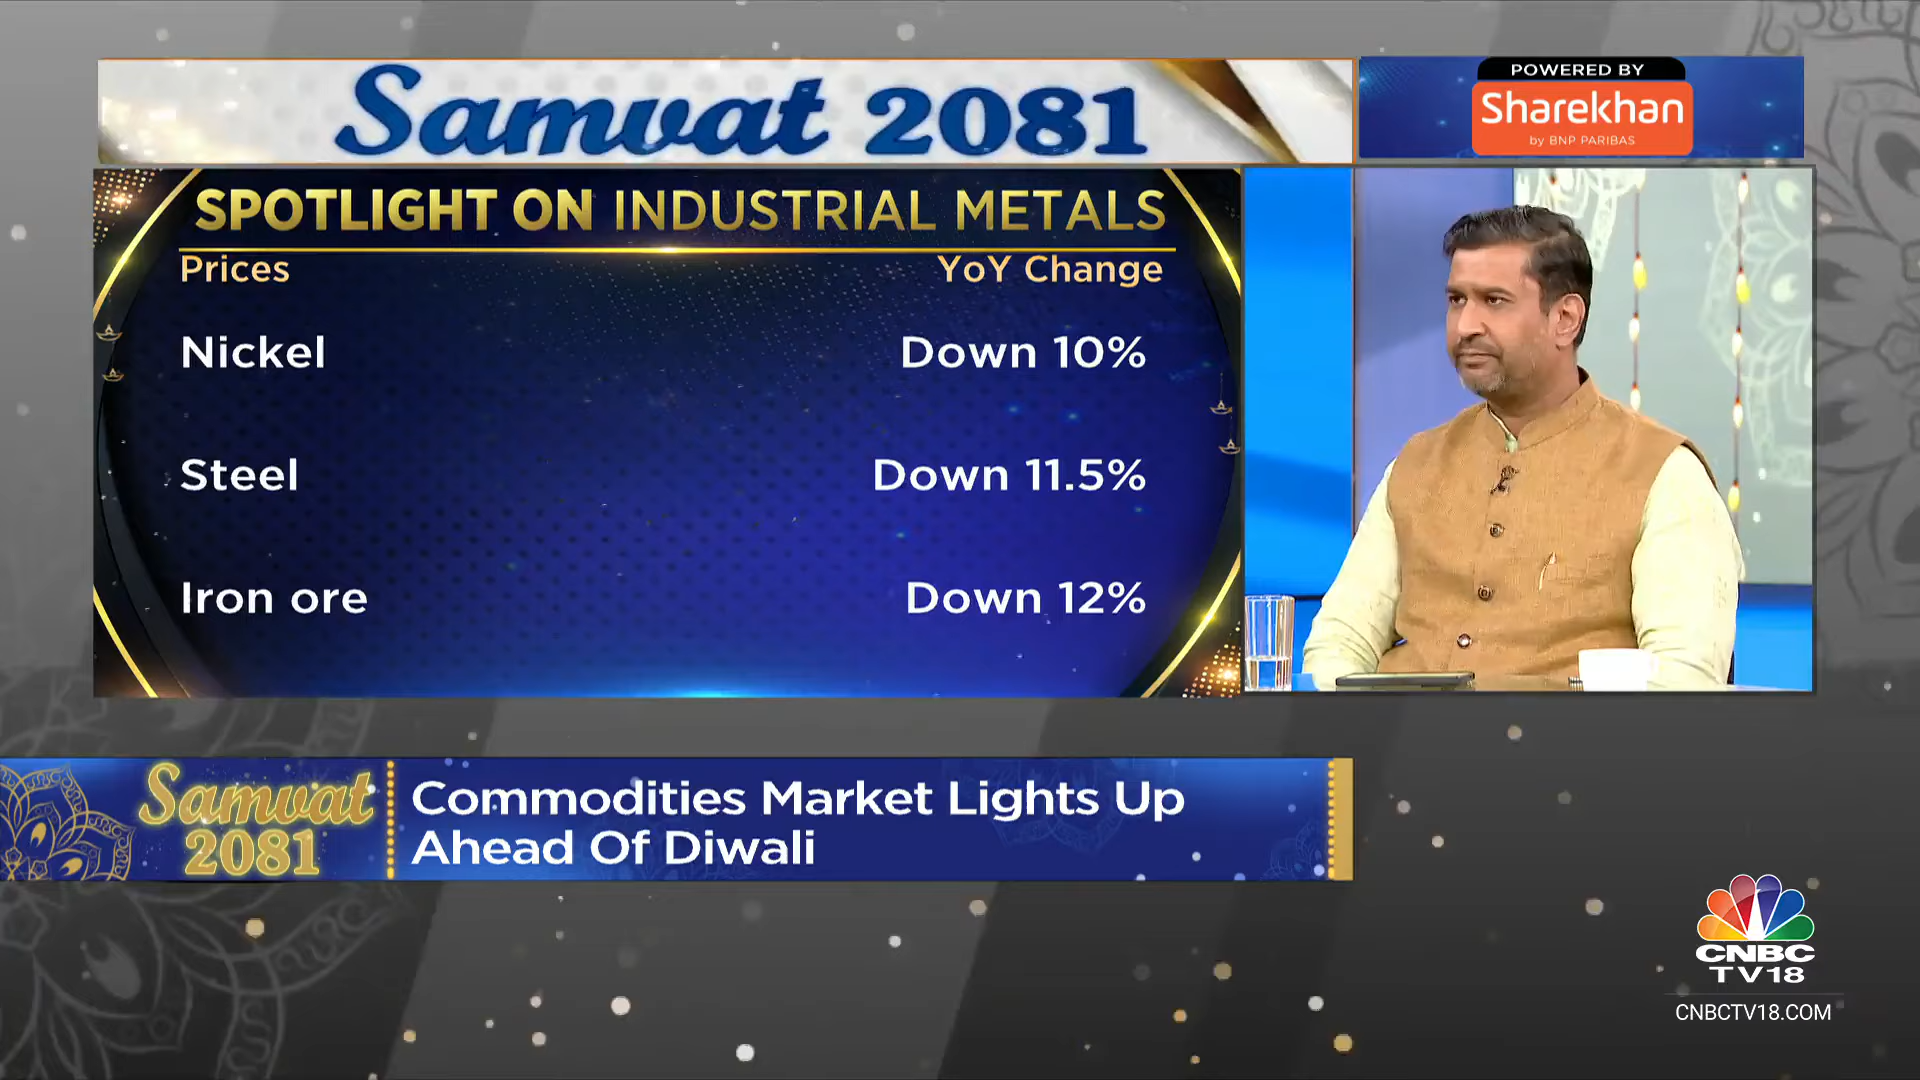 Samvat 2081
POWERED BY
Sharekhan
by BNP PARIBAS
SPOTLIGHT ON INDUSTRIAL METALS
Prices YoY Change
Nickel Down 10%
Steel Down 11.5%
Iron ore Down 12%
Samvat
2081
Commodities Market Lights Up
Ahead Of Diwali
CNBC
TV18
CNBCTV18.COM